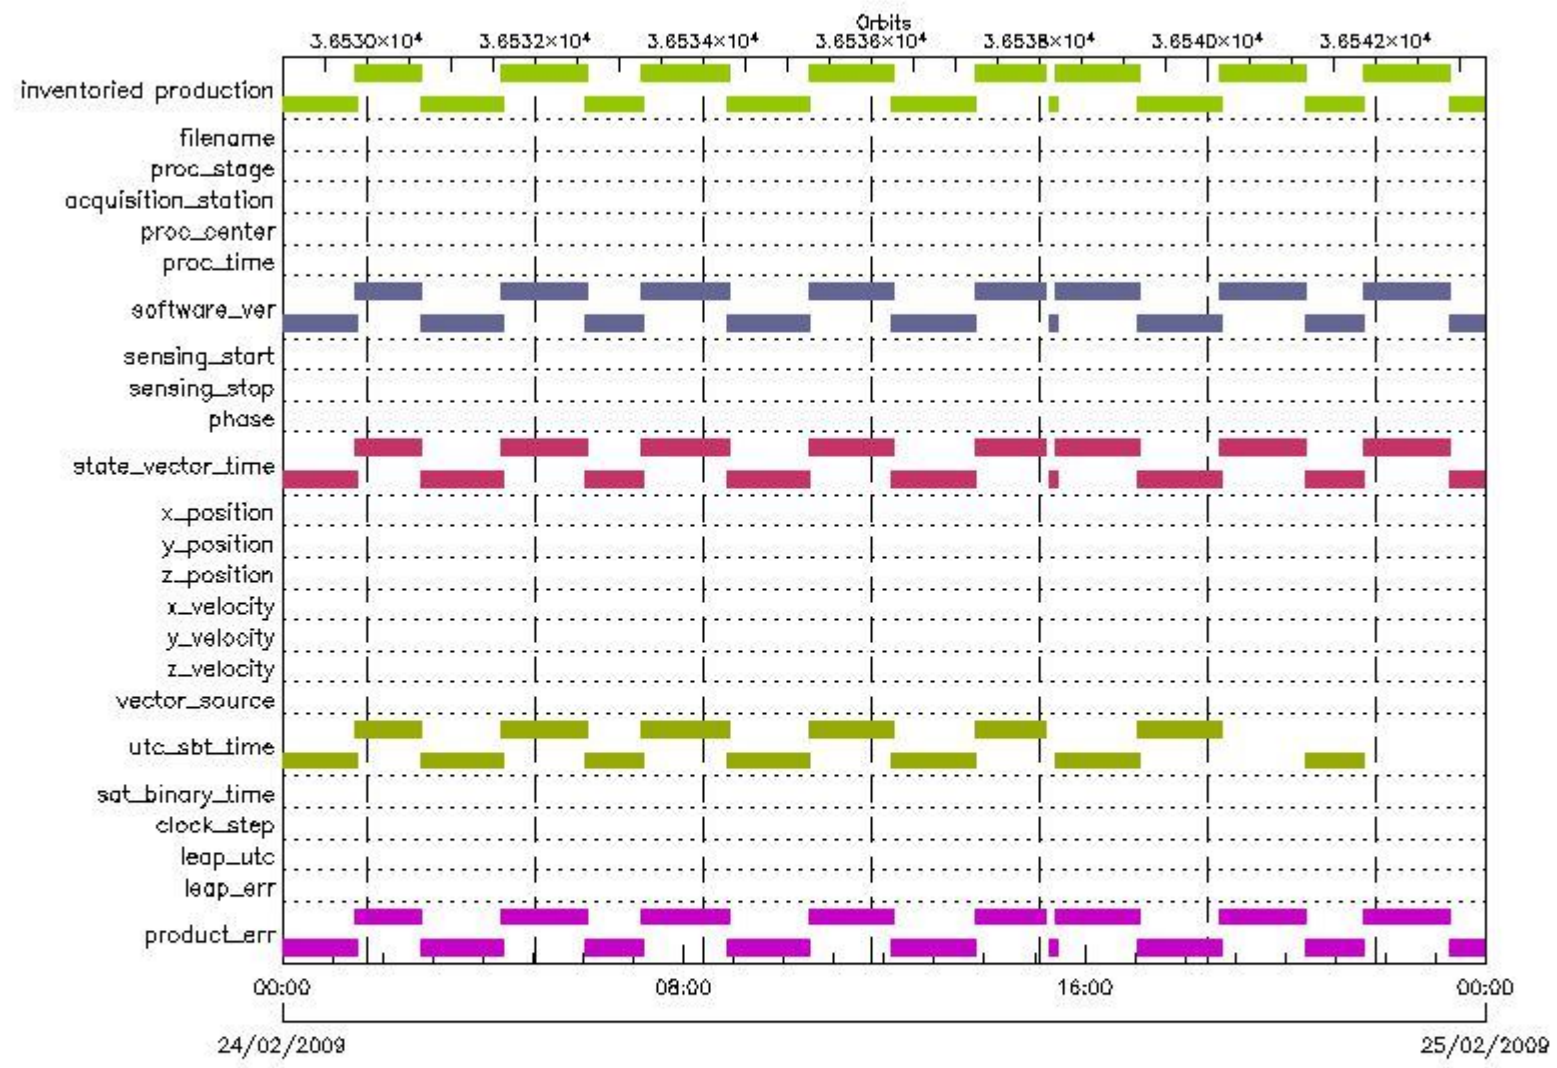 Orbits
3.6530×10⁴ 3.6532×10⁴ 3.6534×10⁴ 3.6536×10⁴ 3.6538×10⁴ 3.6540×10⁴ 3.6542×10⁴
inventoried production
filename
proc_stage
acquisition_station
proc_center
proc_time
software_ver
sensing_start
sensing_stop
phase
state_vector_time
x_position
y_position
z_position
x_velocity
y_velocity
z_velocity
vector_source
utc_sbt_time
sat_binary_time
clock_step
leap_utc
leap_err
product_err
00:00 08:00 16:00 00:00
24/02/2009 25/02/2009